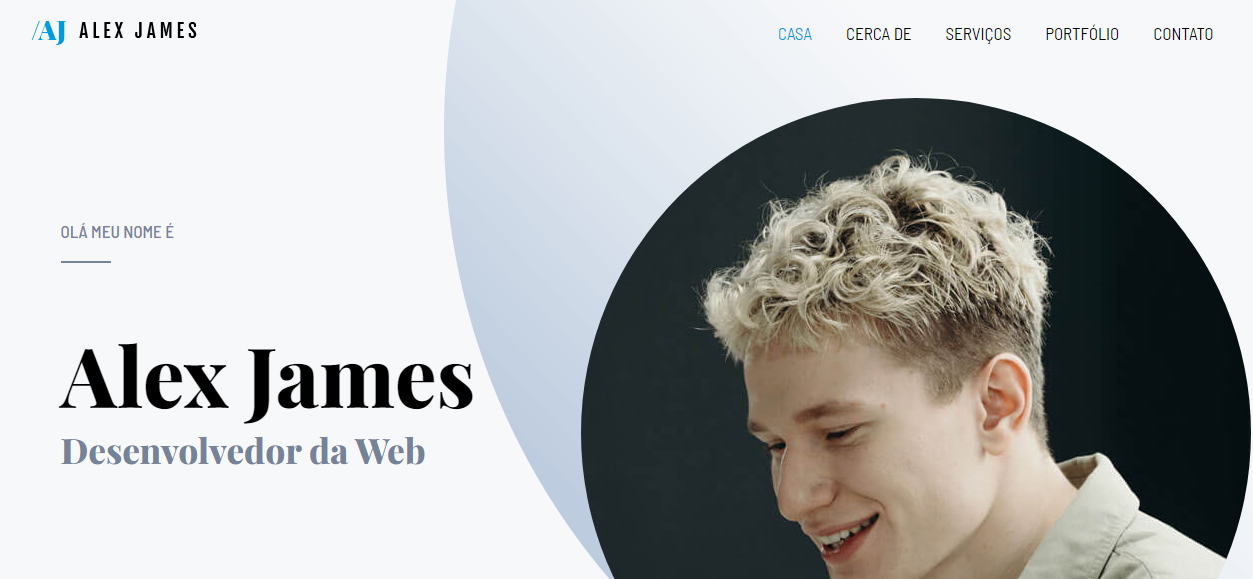 /AJ ALEX JAMES
CASA CERCA DE SERVIÇOS PORTFÓLIO CONTATO
OLÁ MEU NOME É
Alex James
Desenvolvedor da Web